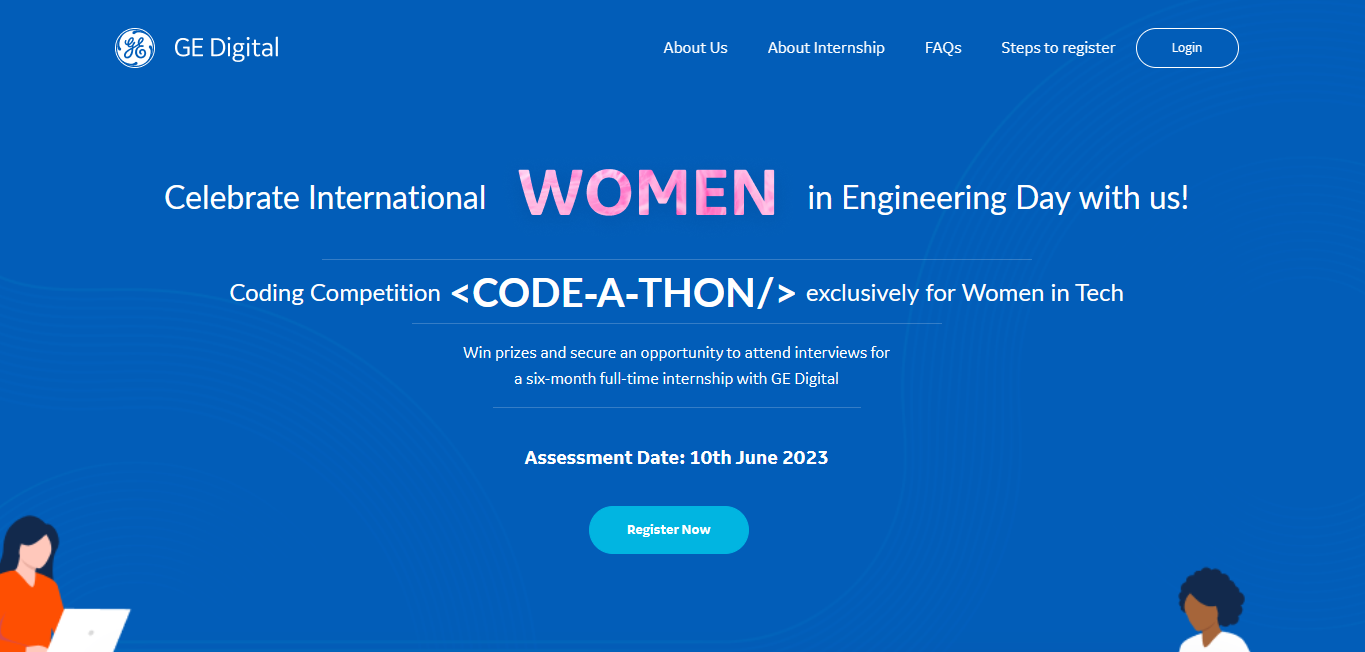 GE Digital
About Us
About Internship
FAQs
Steps to register
Login
Celebrate International WOMEN in Engineering Day with us!
Coding Competition <CODE-A-THON/> exclusively for Women in Tech
Win prizes and secure an opportunity to attend interviews for
a six-month full-time internship with GE Digital
Assessment Date: 10th June 2023
Register Now